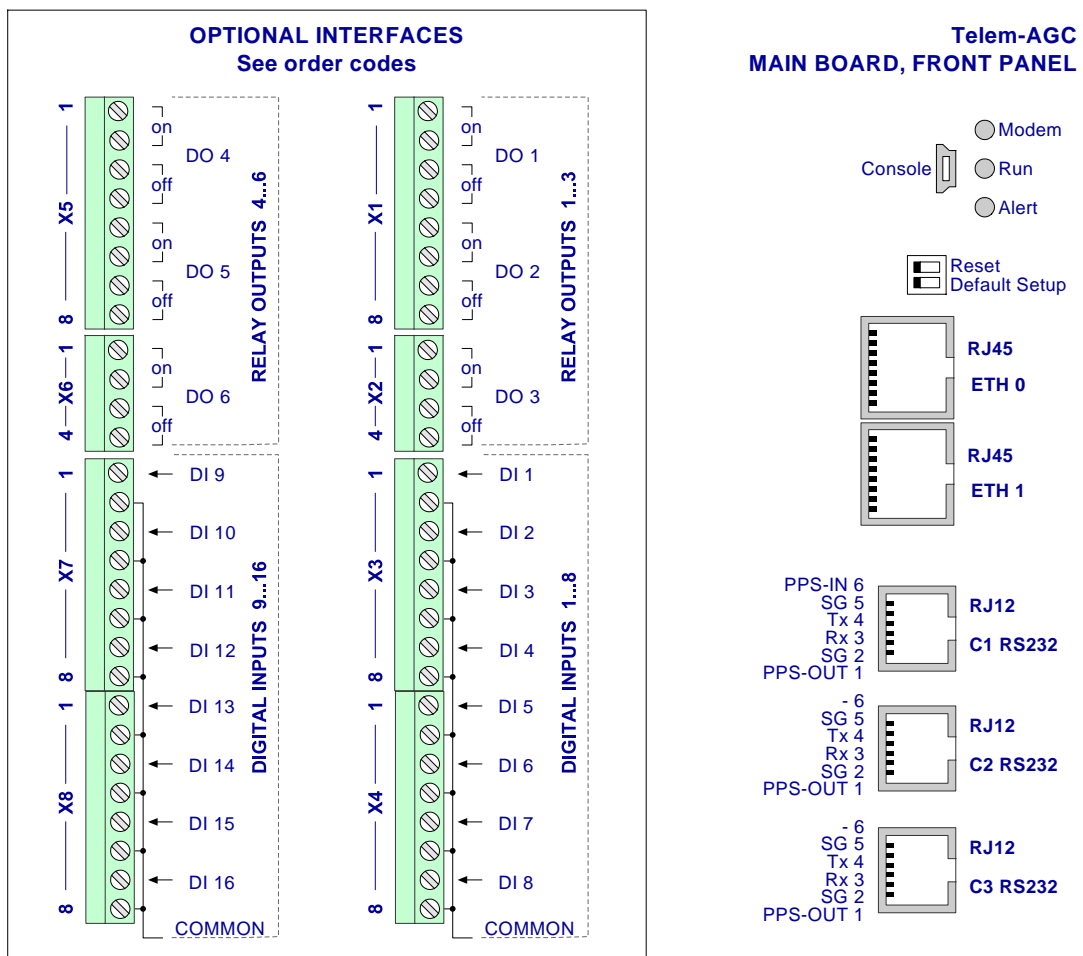 OPTIONAL INTERFACES
See order codes
1
X5
8
on
DO 4
off
on
DO 5
off
1
X6
4
on
DO 6
off
RELAY OUTPUTS 4...6
1
X7
8
DI 9
DI 10
DI 11
DI 12
1
X8
8
DI 13
DI 14
DI 15
DI 16
COMMON
DIGITAL INPUTS 9...16
1
X1
8
on
DO 1
off
on
DO 2
off
1
X2
4
on
DO 3
off
RELAY OUTPUTS 1...3
1
X3
8
DI 1
DI 2
DI 3
DI 4
1
X4
8
DI 5
DI 6
DI 7
DI 8
COMMON
DIGITAL INPUTS 1...8
Telem-AGC
MAIN BOARD, FRONT PANEL
Modem
Console
Run
Alert
Reset
Default Setup
RJ45
ETH 0
RJ45
ETH 1
PPS-IN 6
SG 5
Tx 4
Rx 3
SG 2
PPS-OUT 1
RJ12
C1 RS232
- 6
SG 5
Tx 4
Rx 3
SG 2
PPS-OUT 1
RJ12
C2 RS232
- 6
SG 5
Tx 4
Rx 3
SG 2
PPS-OUT 1
RJ12
C3 RS232